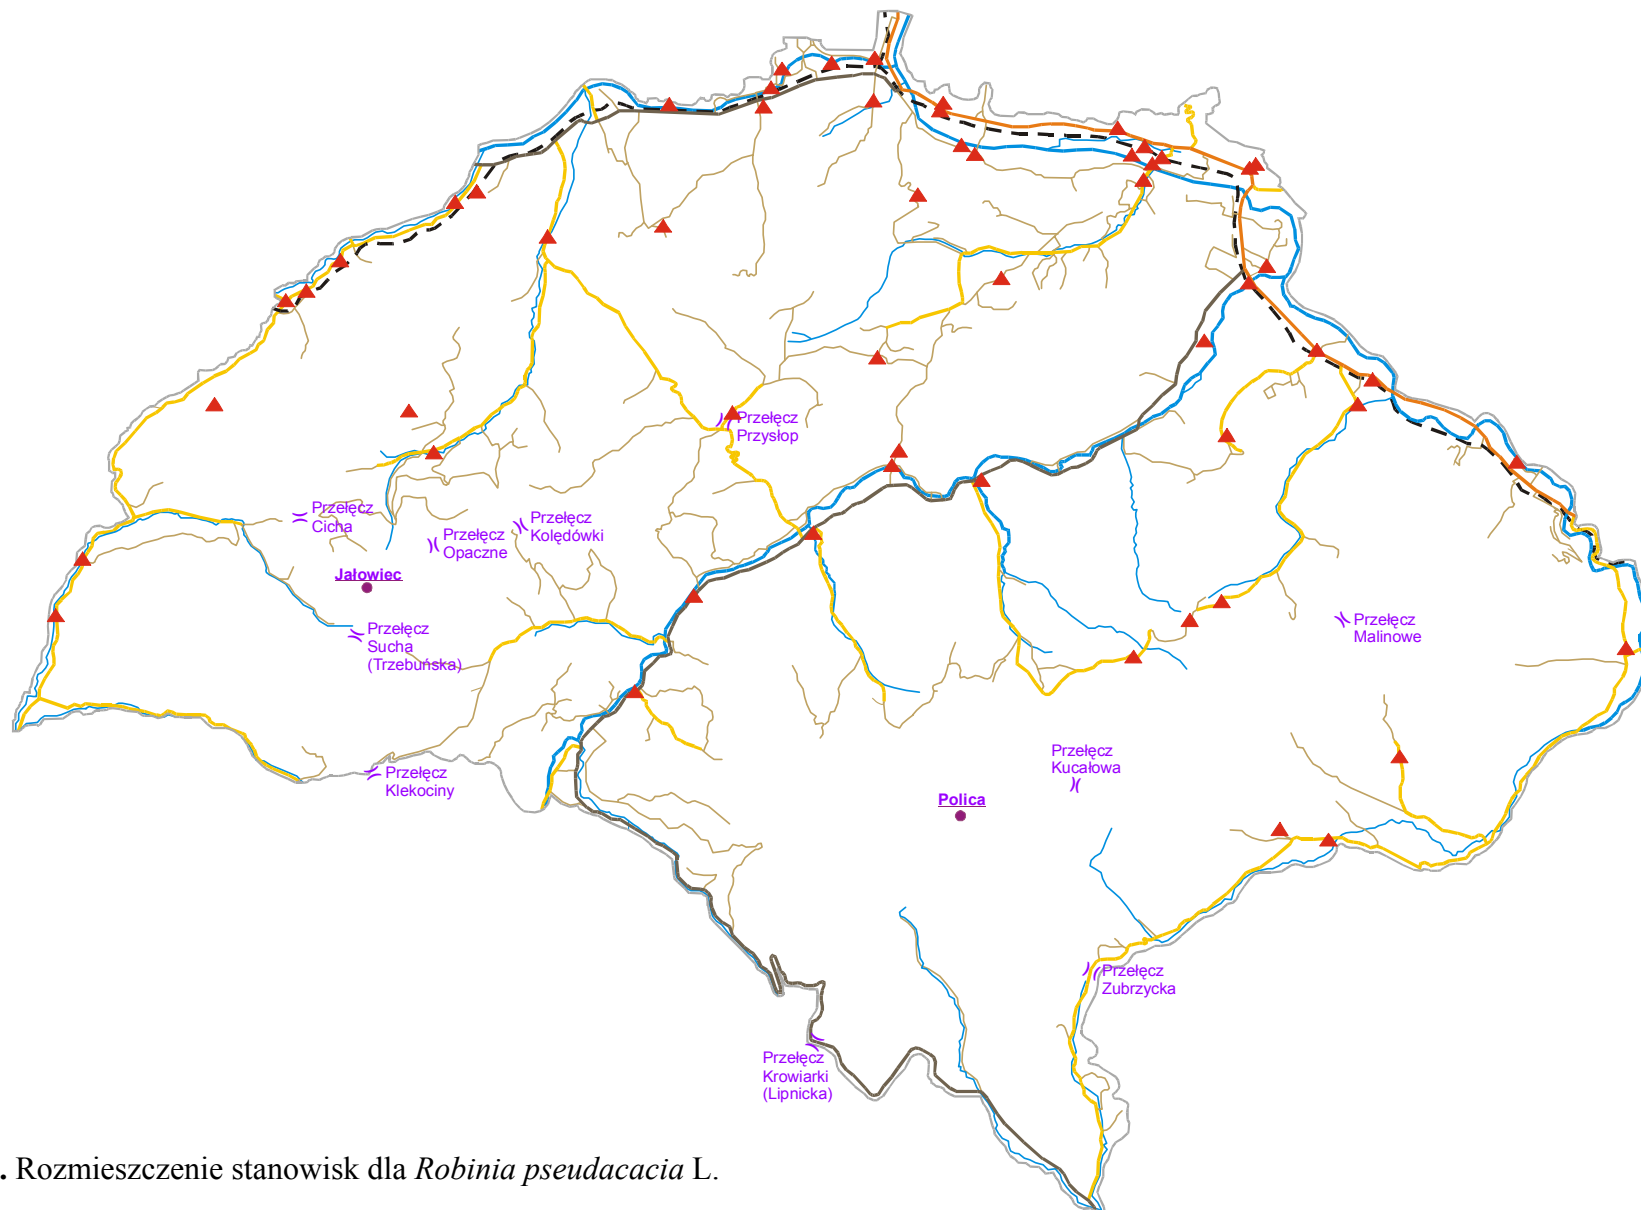 Przełęcz
Przysłop
Przełęcz
Cicha
Przełęcz
Kolędówki
Przełęcz
Opaczne
Jałowiec
Przełęcz
Sucha
(Trzebuńska)
Przełęcz
Malinowe
Przełęcz
Klekociny
Przełęcz
Kucałowa
Polica
Przełęcz
Zubrzycka
Przełęcz
Krowiarki
(Lipnicka)
. Rozmieszczenie stanowisk dla Robinia pseudacacia L.